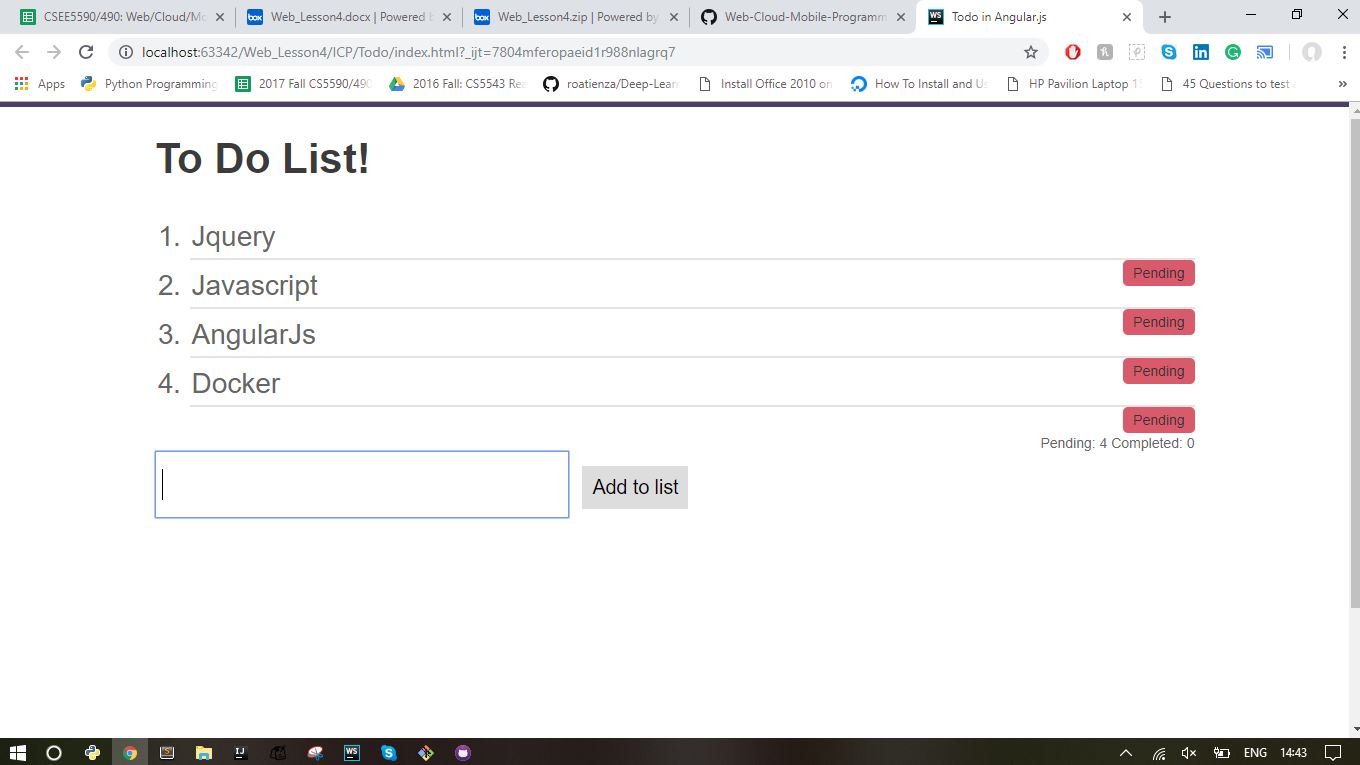 CSEE5590/490: Web/Cloud/Mo
Web_Lesson4.docx | Powered b
Web_Lesson4.zip | Powered by
Web-Cloud-Mobile-Programm
Todo in Angular.js
localhost:63342/Web_Lesson4/ICP/Todo/index.html?_ijt=7804mferopaeid1r988nlagrq7
Apps
Python Programming
2017 Fall CS5590/490
2016 Fall: CS5543 Rea
roatienza/Deep-Learn
Install Office 2010 on
How To Install and Us
HP Pavilion Laptop 15
45 Questions to test
»
To Do List!
1. Jquery
Pending
2. Javascript
Pending
3. AngularJs
Pending
4. Docker
Pending
Pending: 4 Completed: 0
Add to list
ENG
14:43